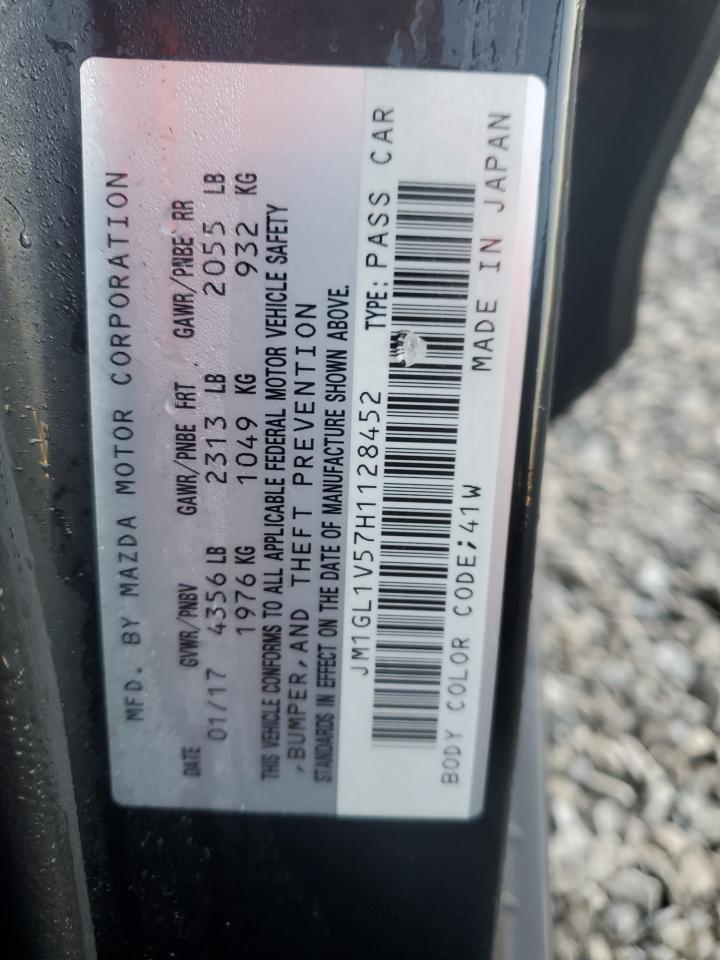 MFD. BY MAZDA MOTOR CORPORATION
DATE GVWR/PNBV GAWR/PNBE FRT GAWR/PNBE RR
01/17 4356 LB 2313 LB 2055 LB
1976 KG 1049 KG 932 KG
THIS VEHICLE CONFORMS TO ALL APPLICABLE FEDERAL MOTOR VEHICLE SAFETY
,BUMPER,AND THEFT PREVENTION
STANDARDS IN EFFECT ON THE DATE OF MANUFACTURE SHOWN ABOVE.
JM1GL1V57H1128452 TYPE: PASS CAR
BODY COLOR CODE;41W MADE IN JAPAN